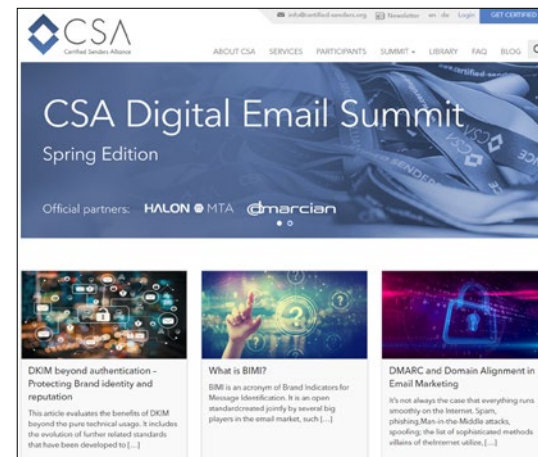 info@certified-senders.org Newsletter en de Login GET CERTIFIED
CSA
Certified Senders Alliance
ABOUT CSA SERVICES PARTICIPANTS SUMMIT LIBRARY FAQ BLOG
www.certified-sen
CSA Digital Email Summit
Spring Edition
CSA
Official partners: HALON MTA dmarcian
DKIM beyond authentication –
Protecting Brand identity and
reputation
This article evaluates the benefits of DKIM
beyond the pure technical usage. It includes
the evolution of further related standards
that have been developed to [...]
What is BIMI?
BIMI is an acronym of Brand Indicators for
Message Identification. It is an open
standardcreated jointly by several big
players in the email market, such [...]
DMARC and Domain Alignment in
Email Marketing
It's not always the case that everything runs
smoothly on the Internet. Spam,
phishing,Man-in-the-Middle attacks,
spoofing; the list of sophisticated methods
villains of theInternet utilize, [...]